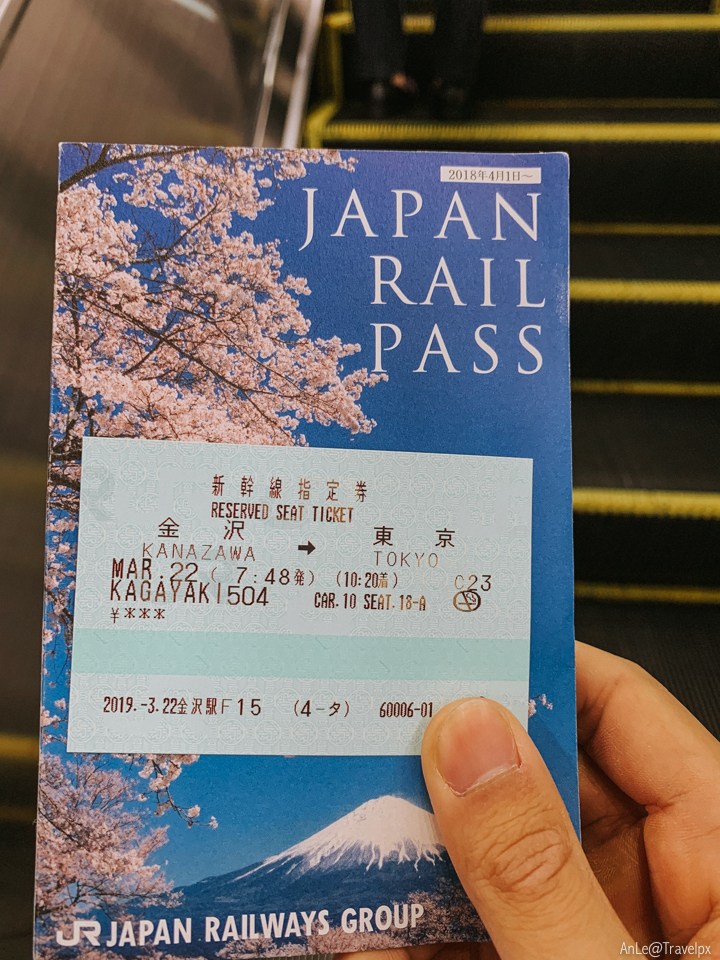 2018年4月1日～
JAPAN
RAIL
PASS
新幹線指定券
RESERVED SEAT TICKET
金沢 → 東京
KANAZAWA TOKYO
MAR.22 ( 7:48発) (10:20着) C23
KAGAYAKI504 CAR.10 SEAT.18-A
¥***
2019.-3.22金沢駅F15 (4-タ) 60006-01
JR JAPAN RAILWAYS GROUP
AnLe@Travelpx